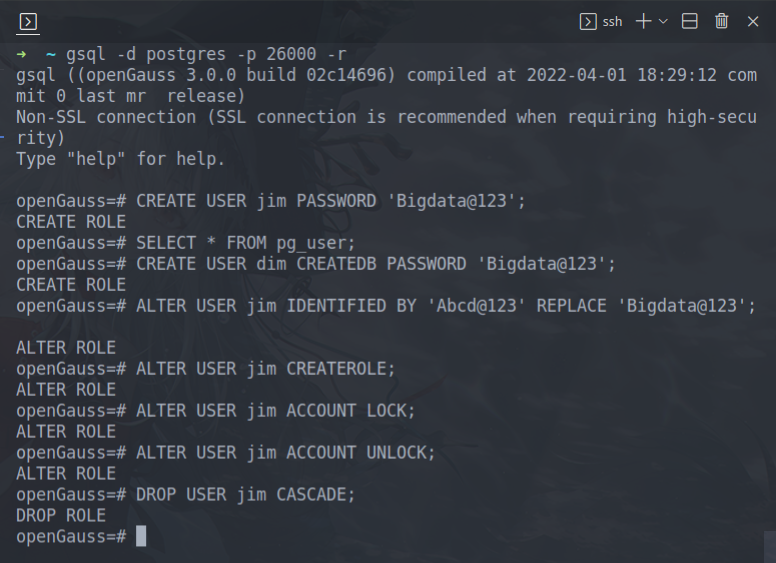 ssh
→ ~ gsql -d postgres -p 26000 -r
gsql ((openGauss 3.0.0 build 02c14696) compiled at 2022-04-01 18:29:12 com
mit 0 last mr  release)
Non-SSL connection (SSL connection is recommended when requiring high-secu
rity)
Type "help" for help.
openGauss=# CREATE USER jim PASSWORD 'Bigdata@123';
CREATE ROLE
openGauss=# SELECT * FROM pg_user;
openGauss=# CREATE USER dim CREATEDB PASSWORD 'Bigdata@123';
CREATE ROLE
openGauss=# ALTER USER jim IDENTIFIED BY 'Abcd@123' REPLACE 'Bigdata@123';
ALTER ROLE
openGauss=# ALTER USER jim CREATEROLE;
ALTER ROLE
openGauss=# ALTER USER jim ACCOUNT LOCK;
ALTER ROLE
openGauss=# ALTER USER jim ACCOUNT UNLOCK;
ALTER ROLE
openGauss=# DROP USER jim CASCADE;
DROP ROLE
openGauss=#